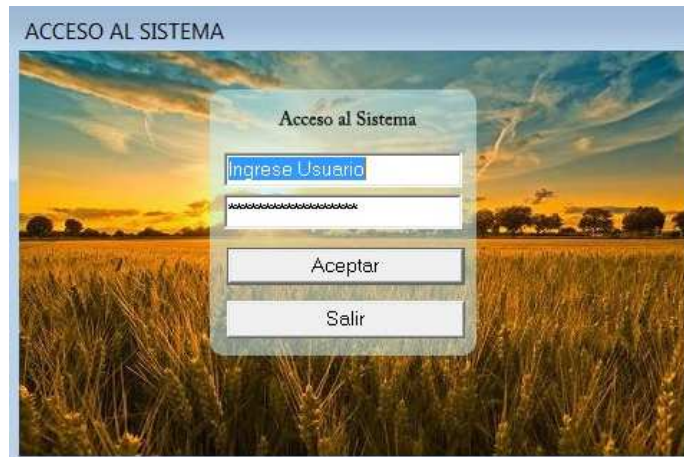 ACCESO AL SISTEMA
Acceso al Sistema
Ingrese Usuario
Aceptar
Salir